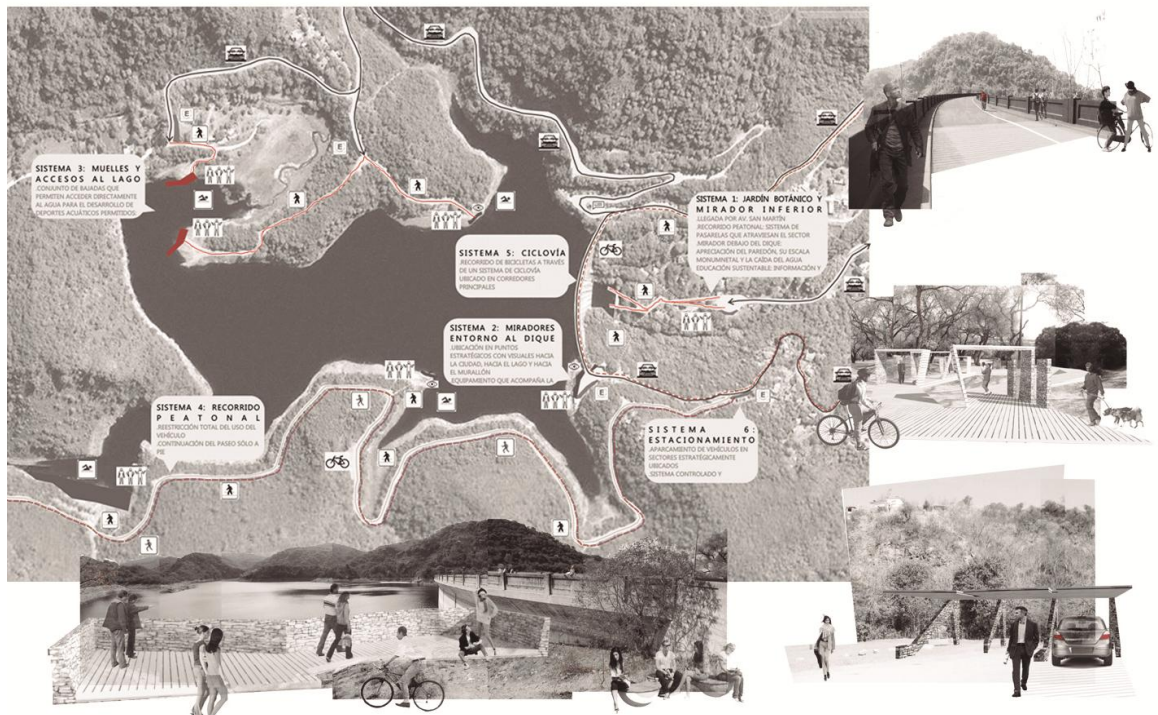 SISTEMA 3: MUELLES Y
ACCESOS AL LAGO
.CONJUNTO DE BAJADAS QUE
PERMITEN ACCEDER DIRECTAMENTE
AL AGUA PARA EL DESARROLLO DE
DEPORTES ACUÁTICOS PERMITIDOS
SISTEMA 1: JARDÍN BOTÁNICO Y
MIRADOR INFERIOR
.LLEGADA POR AV. SAN MARTÍN
.RECORRIDO PEATONAL: SISTEMA DE
PASARELAS QUE ATRAVIESAN EL SECTOR
.MIRADOR DEBAJO DEL DIQUE:
APRECIACIÓN DEL PAREDÓN, SU ESCALA
MONUMNETAL Y LA CAÍDA DEL AGUA
EDUCACIÓN SUSTENTABLE: INFORMACIÓN Y
SISTEMA 5: CICLOVÍA
.RECORRIDO DE BICICLETAS A TRAVÉS
DE UN SISTEMA DE CICLOVÍA
UBICADO EN CORREDORES
PRINCIPALES
SISTEMA 2: MIRADORES
ENTORNO AL DIQUE
.UBICACIÓN EN PUNTOS
ESTRATÉGICOS CON VISUALES HACIA
LA CIUDAD, HACIA EL LAGO Y HACIA
EL MURALLÓN
EQUIPAMIENTO QUE ACOMPAÑA LA
SISTEMA 4: RECORRIDO
PEATONAL
.REESTRICCIÓN TOTAL DEL USO DEL
VEHÍCULO
.CONTINUACIÓN DEL PASEO SÓLO A
PIE
SISTEMA 6:
ESTACIONAMIENTO
.APARCAMIENTO DE VEHÍCULOS EN
SECTORES ESTRATÉGICAMENTE
UBICADOS
.SISTEMA CONTROLADO Y
E
E
E
E